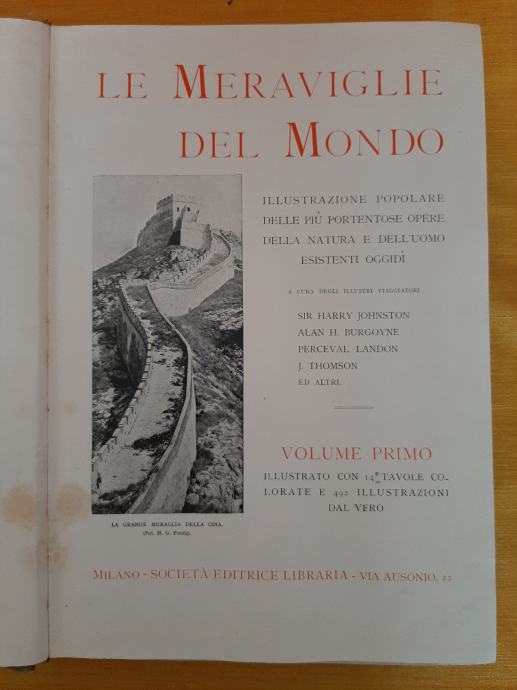 LE MERAVIGLIE
DEL MONDO
ILLUSTRAZIONE POPOLARE
DELLE PIÙ PORTENTOSE OPERE
DELLA NATURA E DELL'UOMO
ESISTENTI OGGIDÌ
A CURA DEGLI ILLUSTRI VIAGGIATORI
SIR HARRY JOHNSTON
ALAN H. BURGOYNE
PERCEVAL LANDON
J. THOMSON
ED ALTRI.
VOLUME PRIMO
ILLUSTRATO CON 14 TAVOLE CO-
LORATE E 492 ILLUSTRAZIONI
DAL VERO
LA GRANDE MURAGLIA DELLA CINA.
(Fot. H. G. Ponting).
MILANO - SOCIETÀ EDITRICE LIBRARIA - VIA AUSONIO, 22